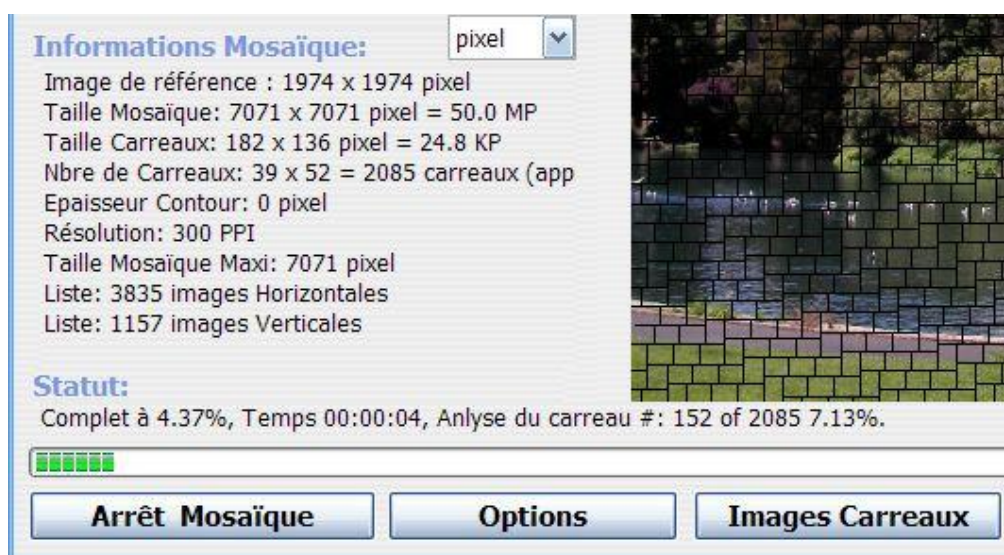 Informations Mosaïque:
pixel
Image de référence : 1974 x 1974 pixel
Taille Mosaïque: 7071 x 7071 pixel = 50.0 MP
Taille Carreaux: 182 x 136 pixel = 24.8 KP
Nbre de Carreaux: 39 x 52 = 2085 carreaux (app
Epaisseur Contour: 0 pixel
Résolution: 300 PPI
Taille Mosaïque Maxi: 7071 pixel
Liste: 3835 images Horizontales
Liste: 1157 images Verticales
Statut:
Complet à 4.37%, Temps 00:00:04, Anlyse du carreau #: 152 of 2085 7.13%.
Arrêt Mosaïque
Options
Images Carreaux